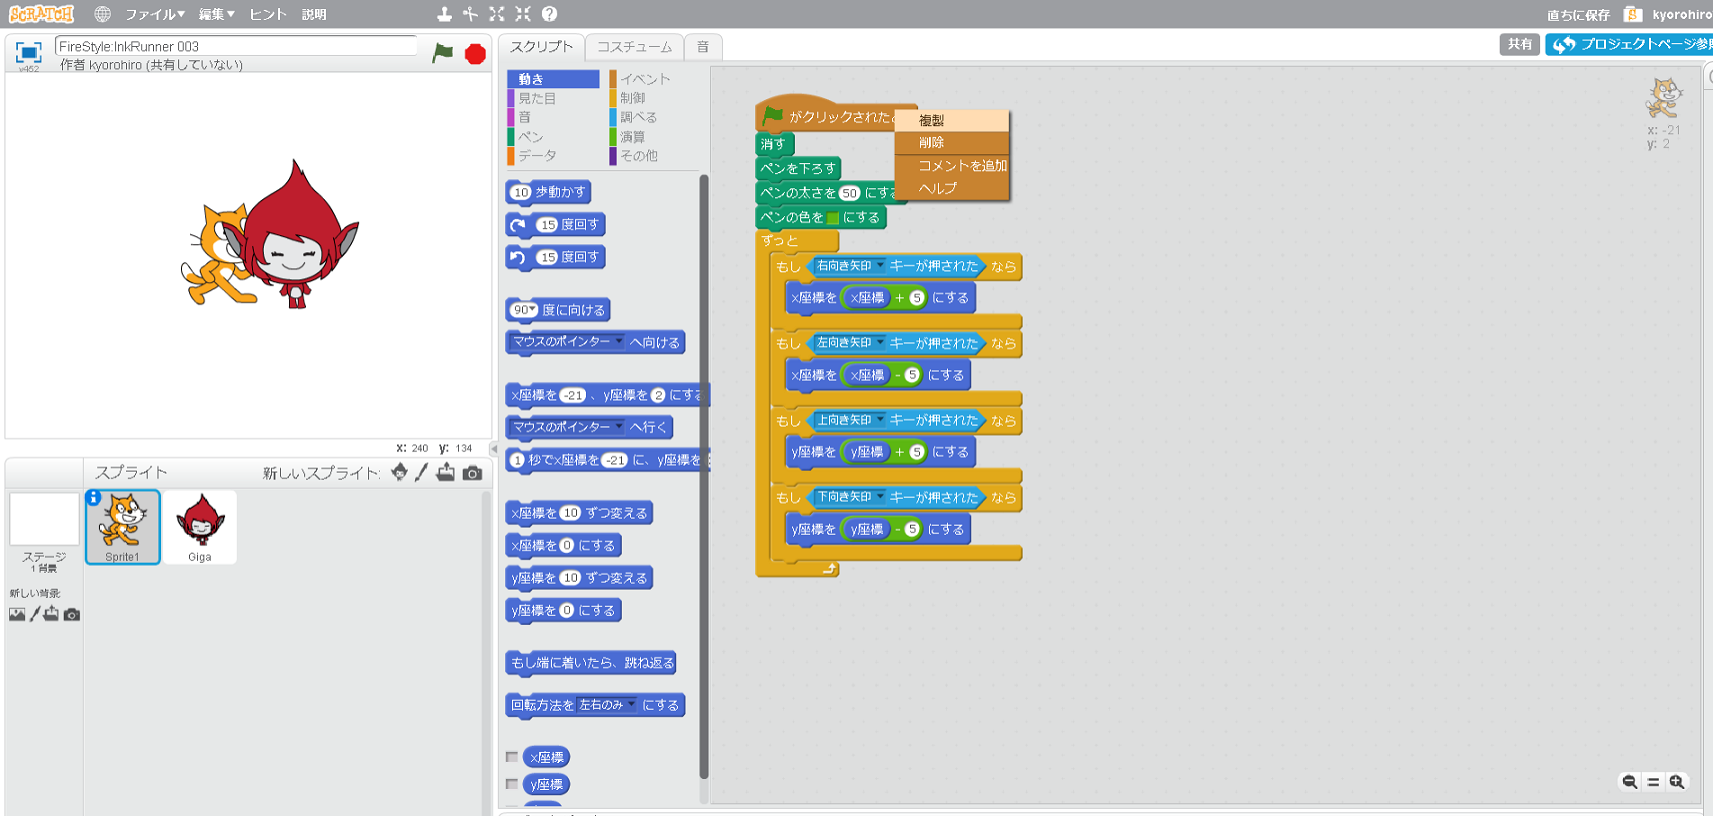 SCRATCH ファイル▼ 編集▼ ヒント 説明 直ちに保存 kyorohiro
FireStyle:InkRunner 003
作者 kyorohiro (共有していない)
v452
スクリプト コスチューム 音
共有 プロジェクトページ参
動き
見た目
音
ペン
データ
イベント
制御
調べる
演算
その他
10 歩動かす
15 度回す
15 度回す
90▼ 度に向ける
マウスのポインター へ向ける
x座標を -21 、y座標を 2 にする
マウスのポインター へ行く
1 秒でx座標を -21 に、y座標を
x座標を 10 ずつ変える
x座標を 0 にする
y座標を 10 ずつ変える
y座標を 0 にする
もし端に着いたら、跳ね返る
回転方法を 左右のみ にする
x座標
y座標
がクリックされたと
消す
ペンを下ろす
ペンの太さを 50 にする
ペンの色を にする
ずっと
もし 右向き矢印 キーが押された なら
x座標を x座標 + 5 にする
もし 左向き矢印 キーが押された なら
x座標を x座標 - 5 にする
もし 上向き矢印 キーが押された なら
y座標を y座標 + 5 にする
もし 下向き矢印 キーが押された なら
y座標を y座標 - 5 にする
複製
削除
コメントを追加
ヘルプ
x: -21
y: 2
x: 240 y: 134
スプライト 新しいスプライト:
Sprite1
Giga
ステージ
1 背景
新しい背景: